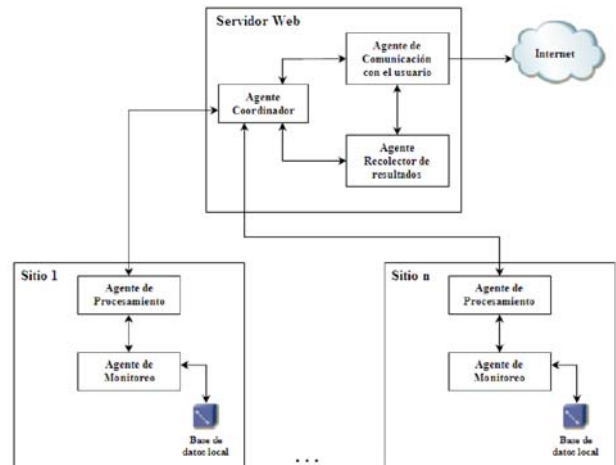 Servidor Web
Agente de
Comunicación
con el usuario
Internet
Agente
Coordinador
Agente
Recolector de
resultados
Sitio 1
Agente de
Procesamiento
Agente de
Monitoreo
Base de
datos local
...
Sitio n
Agente de
Procesamiento
Agente de
Monitoreo
Base de
datos local